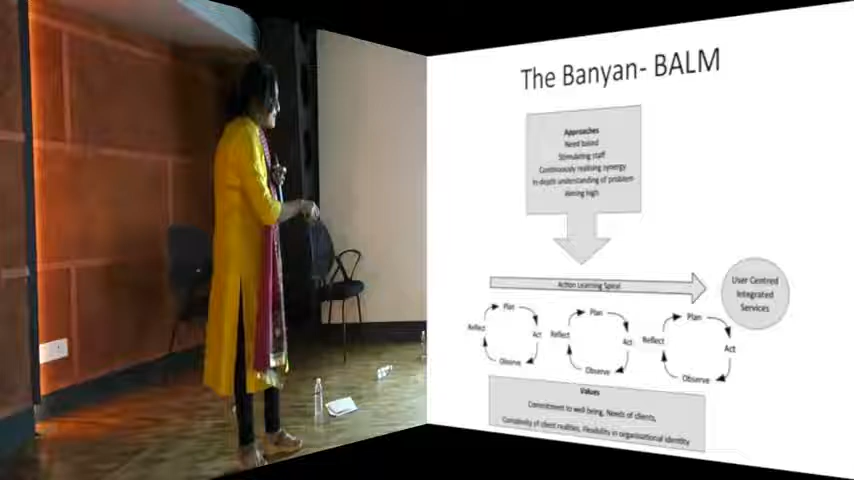 The Banyan- BALM
Approaches
Need based
Stimulating staff
Continuously realising synergy
In-depth understanding of problem
Aiming high
Action Learning Spiral
User Centred
Integrated
Services
Plan
Act
Observe
Reflect
Plan
Act
Observe
Reflect
Plan
Act
Observe
Reflect
Values
Commitment to well being, Needs of clients,
of client realities, Flexibility in organisational identity